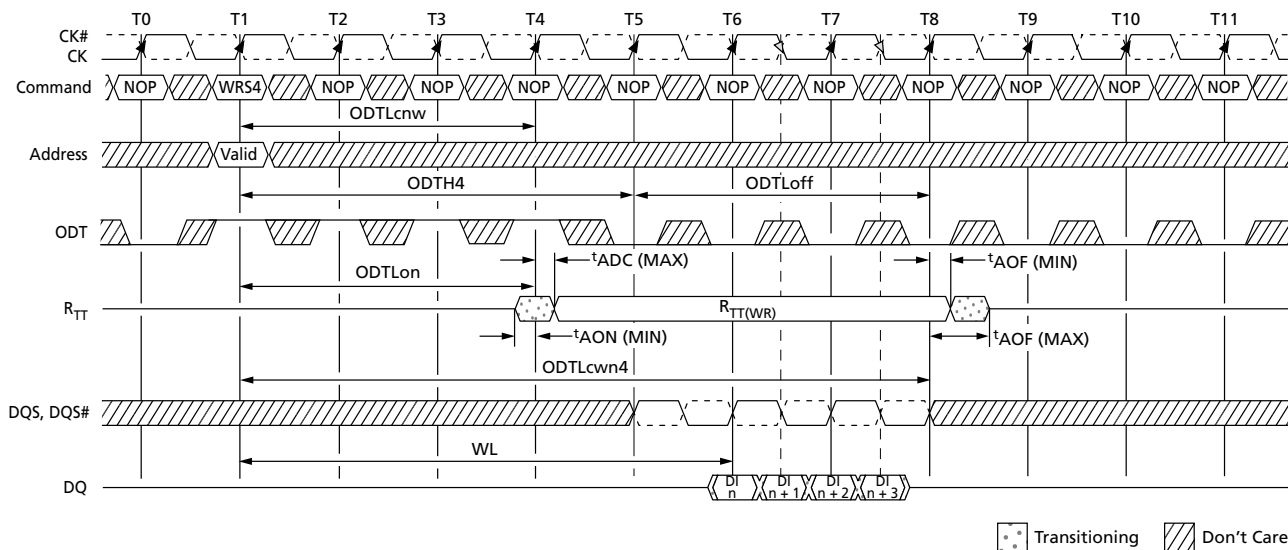 T0 T1 T2 T3 T4 T5 T6 T7 T8 T9 T10 T11
CK#
CK
Command NOP WRS4 NOP NOP NOP NOP NOP NOP NOP NOP NOP NOP
ODTLcnw
Address Valid
ODTH4 ODTLoff
ODT
tADC (MAX) tAOF (MIN)
ODTLon
RTT RTT(WR)
tAON (MIN) tAOF (MAX)
ODTLcwn4
DQS, DQS#
WL
DQ DI n DI n + 1 DI n + 2 DI n + 3
Transitioning Don't Care